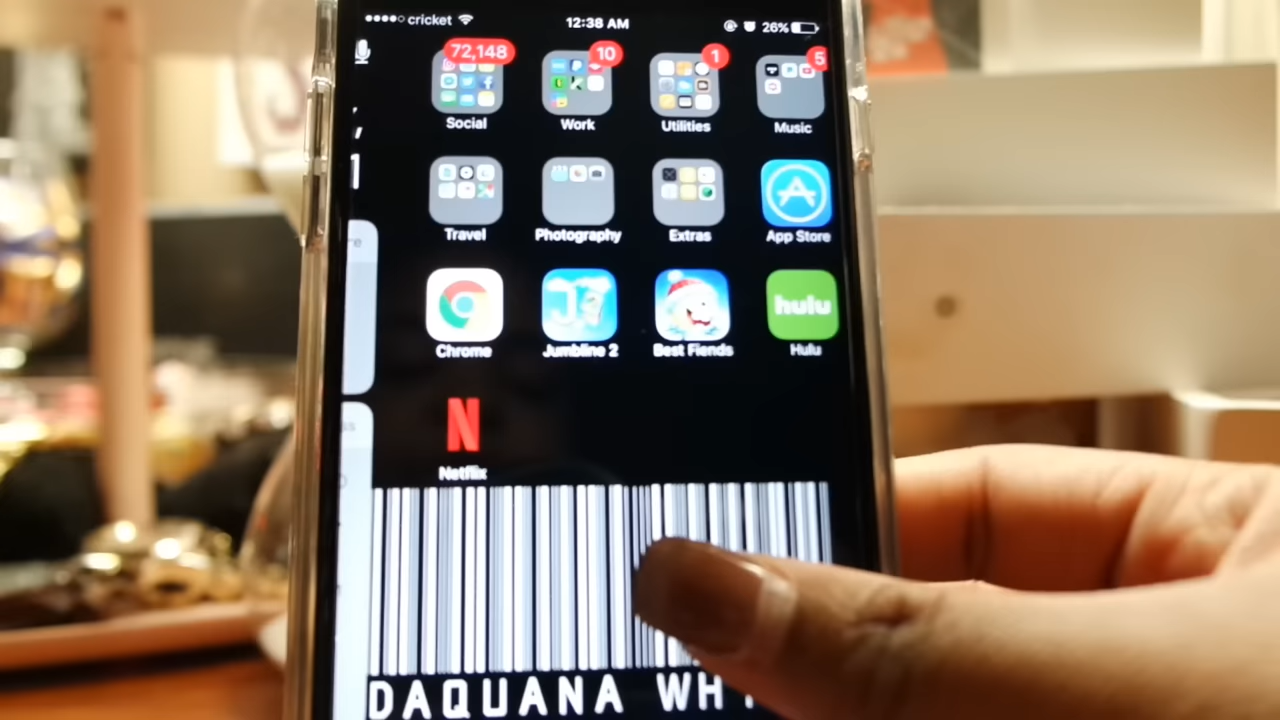 cricket 12:38 AM 26%
72,148 10 1 5
Social Work Utilities Music
Travel Photography Extras App Store
hulu
Chrome Jumbline 2 Best Fiends Hulu
N
Netflix
DAQUANA